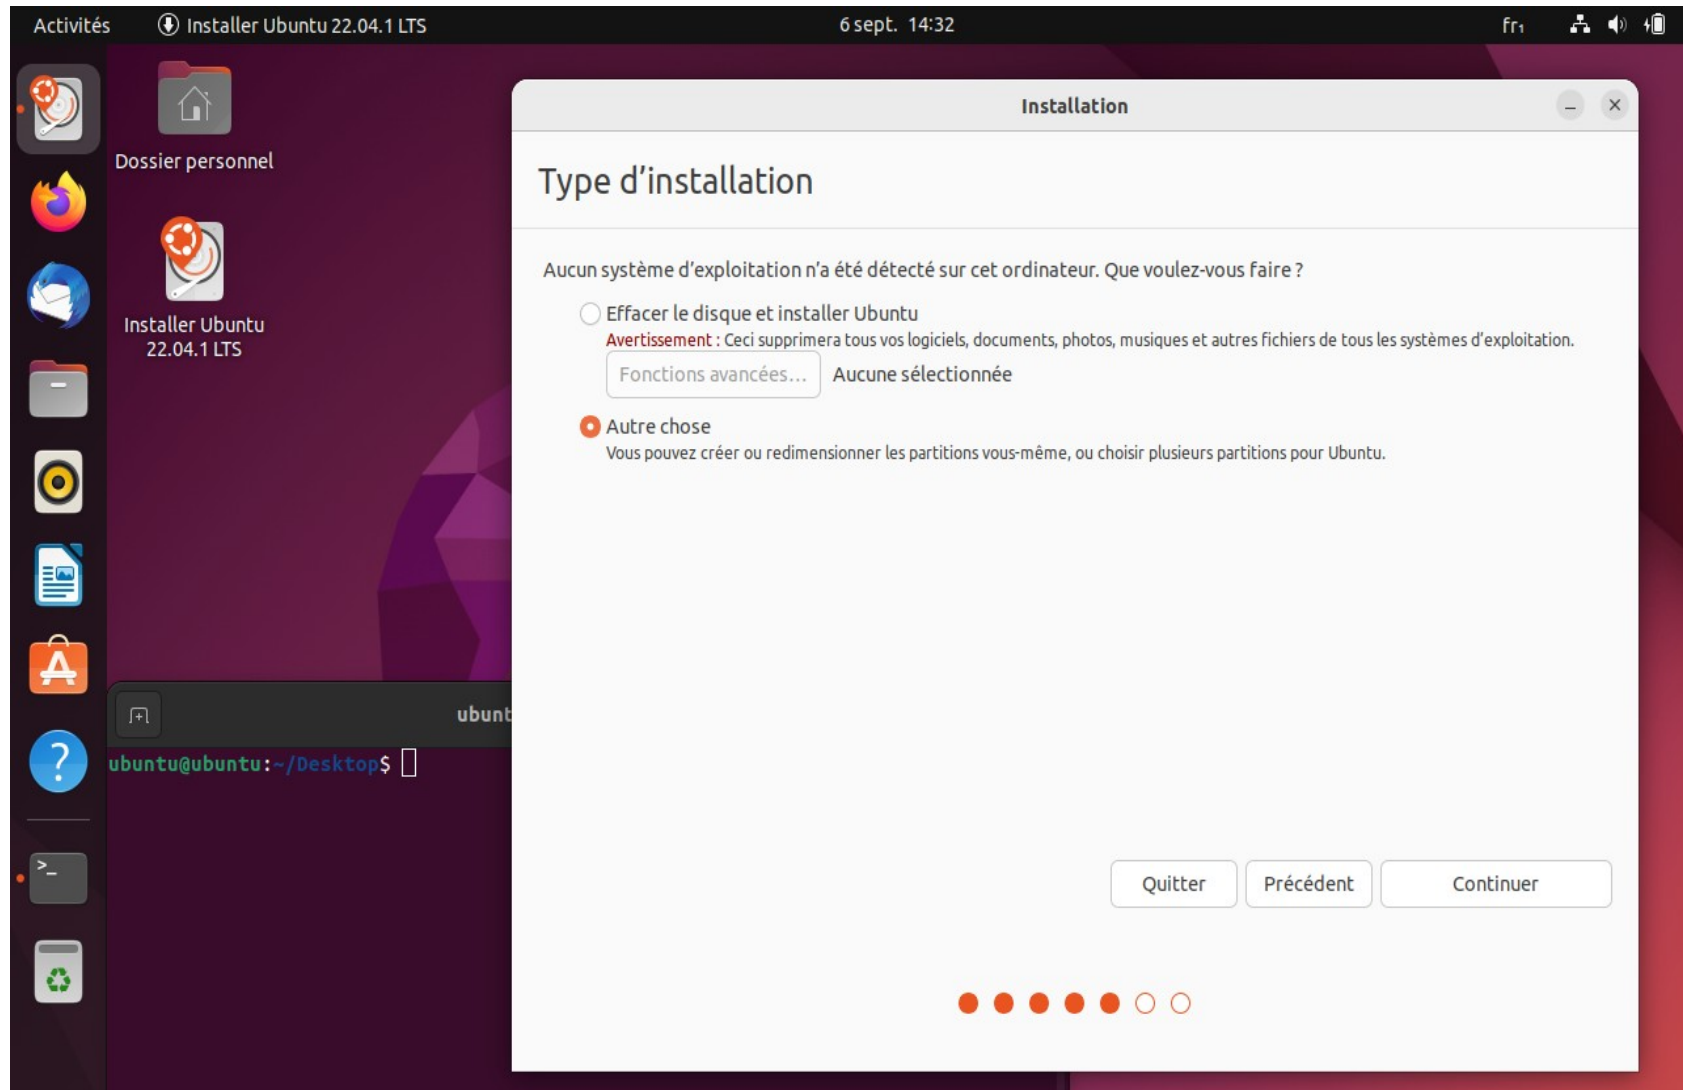 Activités
Installer Ubuntu 22.04.1 LTS
6 sept. 14:32
fr₁
Dossier personnel
Installer Ubuntu
22.04.1 LTS
ubunt
ubuntu@ubuntu:~/Desktop$
Installation
Type d’installation
Aucun système d’exploitation n’a été détecté sur cet ordinateur. Que voulez-vous faire ?
Effacer le disque et installer Ubuntu
Avertissement : Ceci supprimera tous vos logiciels, documents, photos, musiques et autres fichiers de tous les systèmes d’exploitation.
Fonctions avancées… Aucune sélectionnée
Autre chose
Vous pouvez créer ou redimensionner les partitions vous-même, ou choisir plusieurs partitions pour Ubuntu.
Quitter
Précédent
Continuer